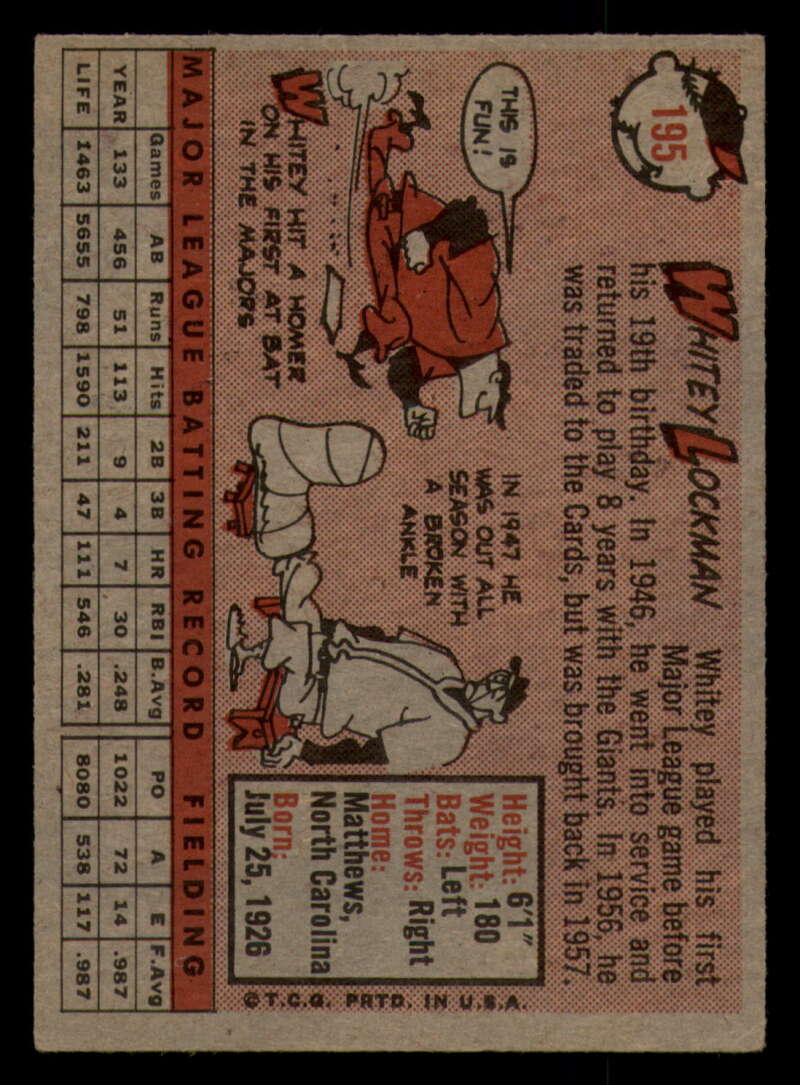 195
WHITEY LOCKMAN
Whitey played his first
Major League game before
his 19th birthday. In 1946, he went into service and
returned to play 8 years with the Giants. In 1956, he
was traded to the Cards, but was brought back in 1957.
THIS IS
FUN!
WHITEY HIT A HOMER
ON HIS FIRST AT BAT
IN THE MAJORS
IN 1947 HE
WAS OUT ALL
SEASON WITH
A BROKEN
ANKLE
Height: 6'1"
Weight: 180
Bats: Left
Throws: Right
Home:
Matthews,
North Carolina
Born:
July 25, 1926
© T.C.G. PRTD. IN U.S.A.
MAJOR LEAGUE BATTING RECORD FIELDING
Games AB Runs Hits 2B 3B HR RBI B.Avg PO A E F.Avg
YEAR 133 456 51 113 9 4 7 30 .248 1022 72 14 .987
LIFE 1463 5655 798 1590 211 47 111 546 .281 8080 538 117 .987